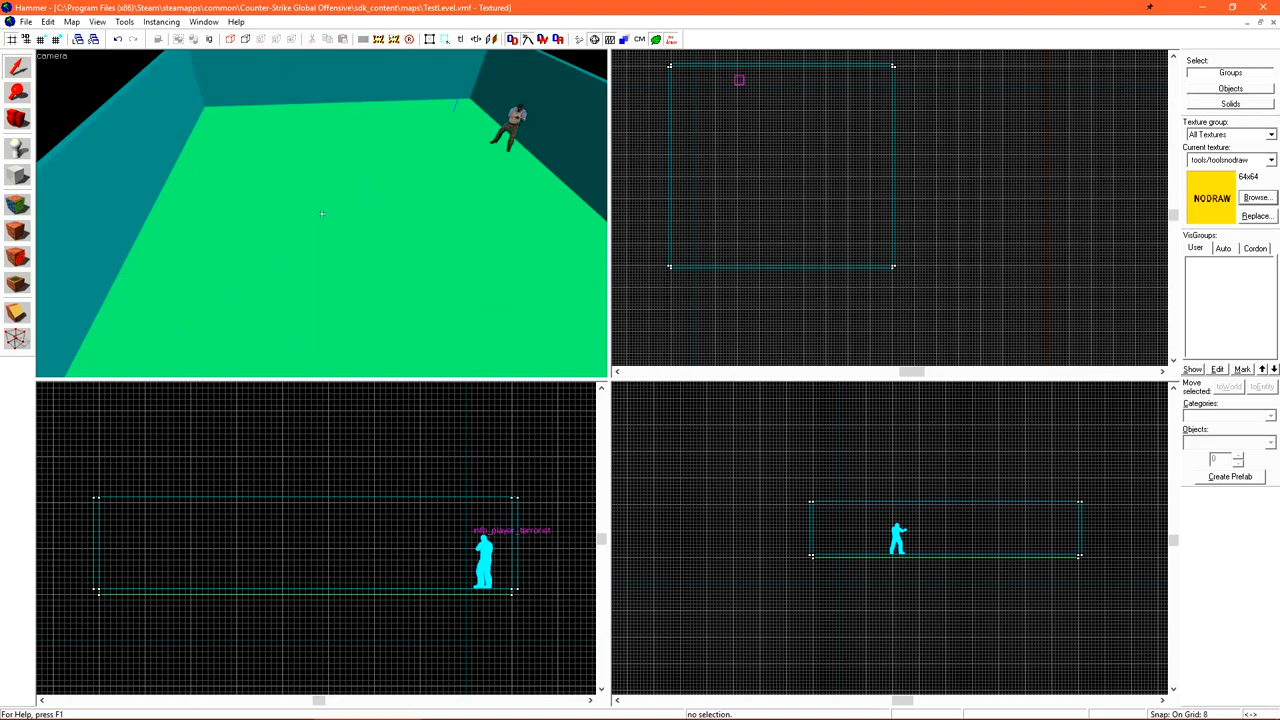 Hammer - [C:\Program Files (x86)\Steam\steamapps\common\Counter-Strike Global Offensive\sdk_content\maps\TestLevel.vmf - Textured]
File Edit Map View Tools Instancing Window Help
CM
camera
Select:
Groups
Objects
Solids
Texture group:
All Textures
Current texture:
tools/toolsnodraw
64x64
NODRAW
Browse...
Replace...
VisGroups:
User Auto Cordon
Show Edit Mark
Move
selected:
toWorld toEntity
Categories:
Objects:
0
Create Prefab
info_player_terrorist
For Help, press F1
no selection.
Snap: On Grid: 8
<->